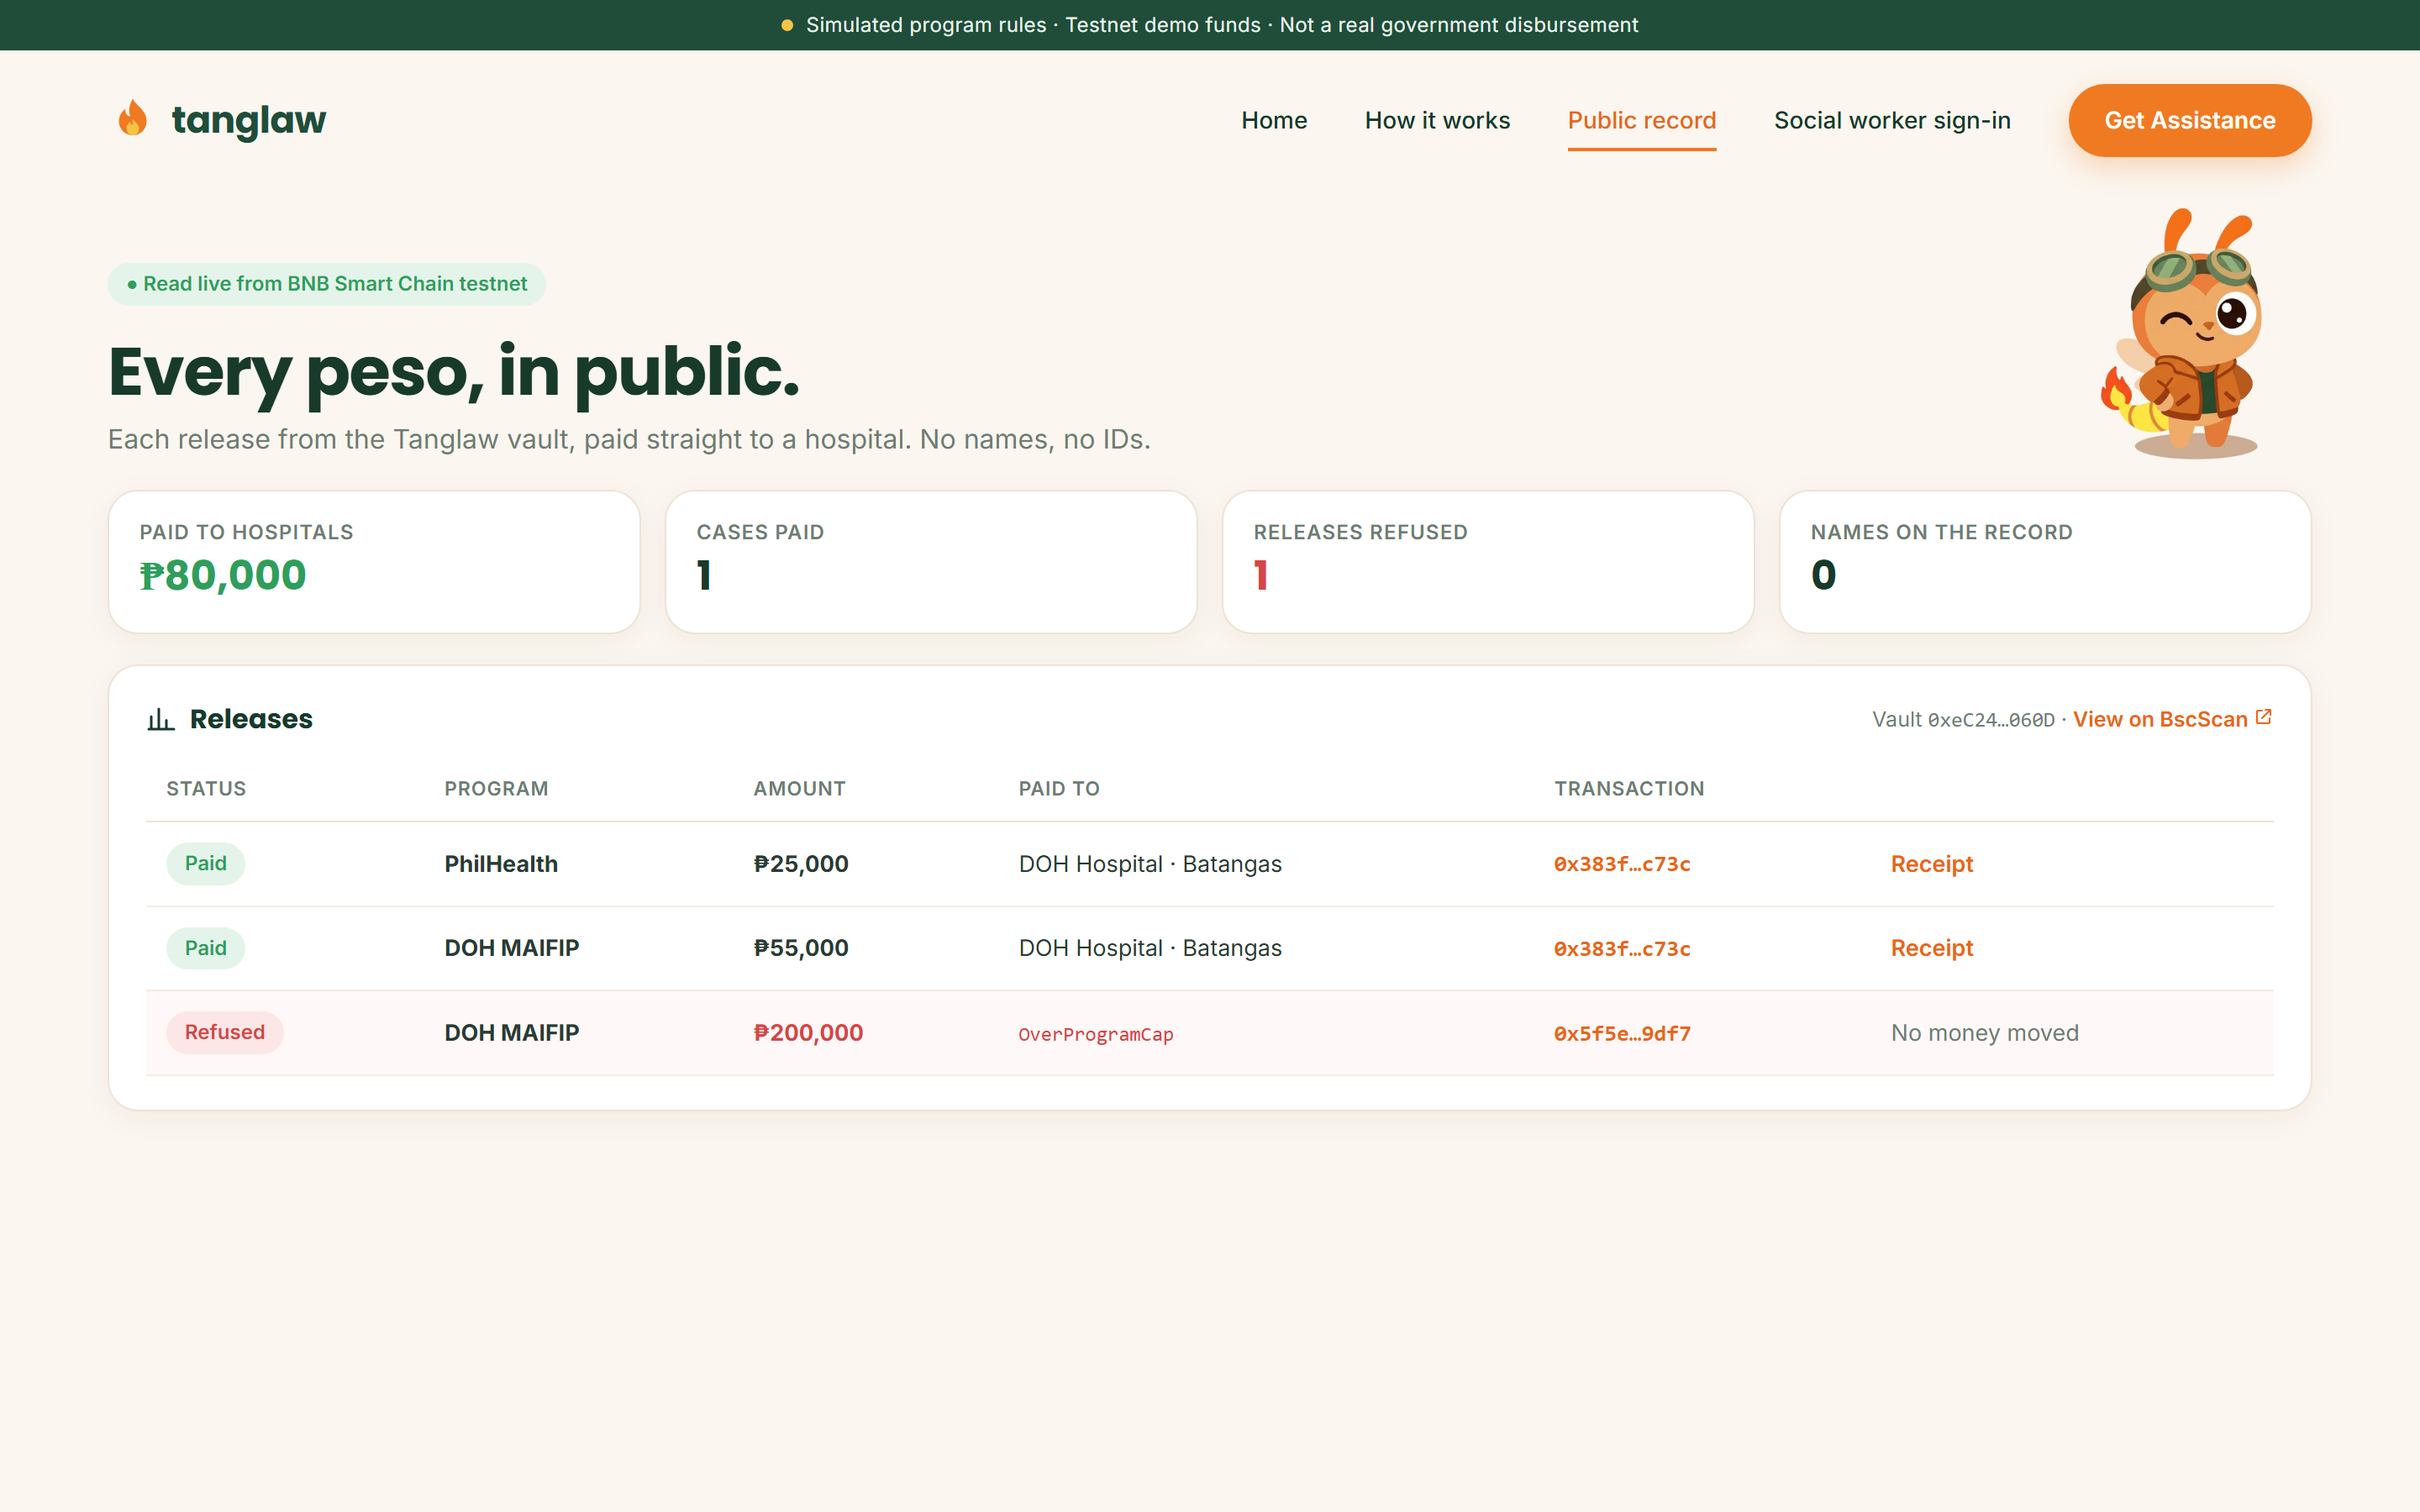 Simulated program rules · Testnet demo funds · Not a real government disbursement
tanglaw
Home How it works Public record Social worker sign-in Get Assistance
Read live from BNB Smart Chain testnet
Every peso, in public.
Each release from the Tanglaw vault, paid straight to a hospital. No names, no IDs.
PAID TO HOSPITALS CASES PAID RELEASES REFUSED NAMES ON THE RECORD
₱80,000 1 1 0
Releases Vault 0xeC24…060D · View on BscScan
STATUS PROGRAM AMOUNT PAID TO TRANSACTION
Paid PhilHealth ₱25,000 DOH Hospital · Batangas 0x383f…c73c Receipt
Paid DOH MAIFIP ₱55,000 DOH Hospital · Batangas 0x383f…c73c Receipt
Refused DOH MAIFIP ₱200,000 OverProgramCap 0x5f5e…9df7 No money moved